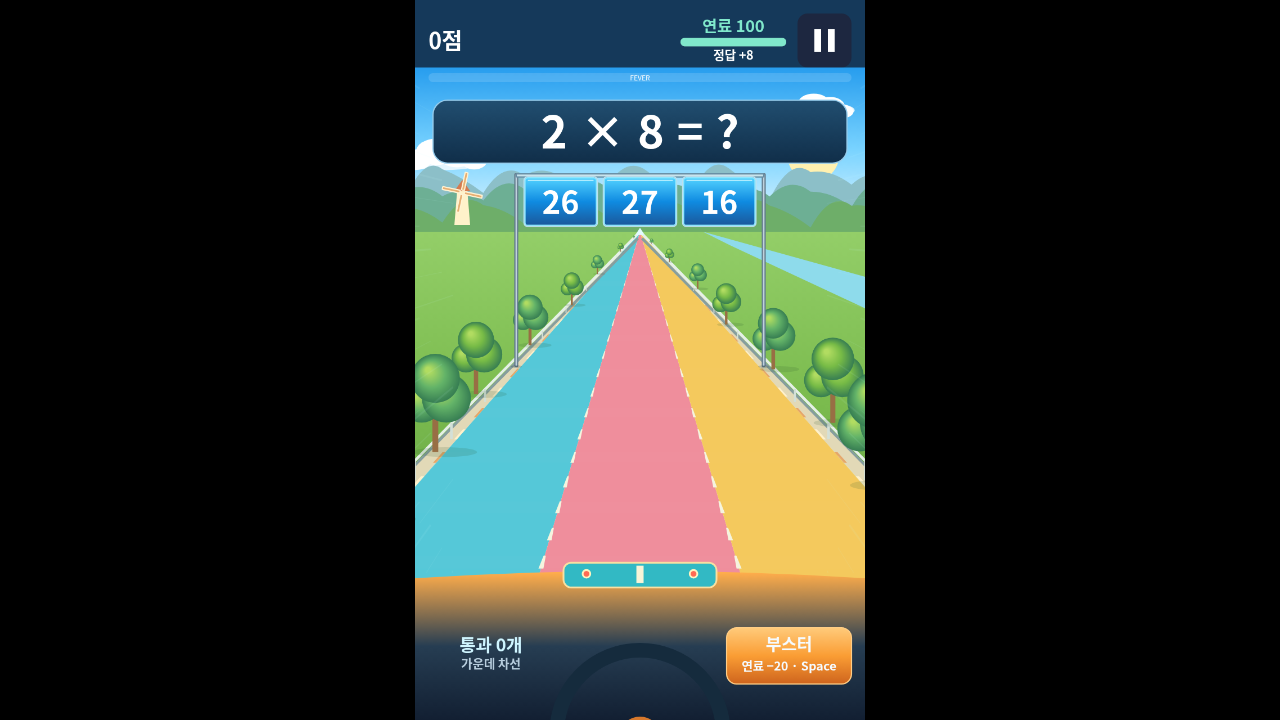 0점
연료 100
정답 +8
FEVER
2 × 8 = ?
26 27 16
통과 0개
가운데 차선
부스터
연료 −20 · Space